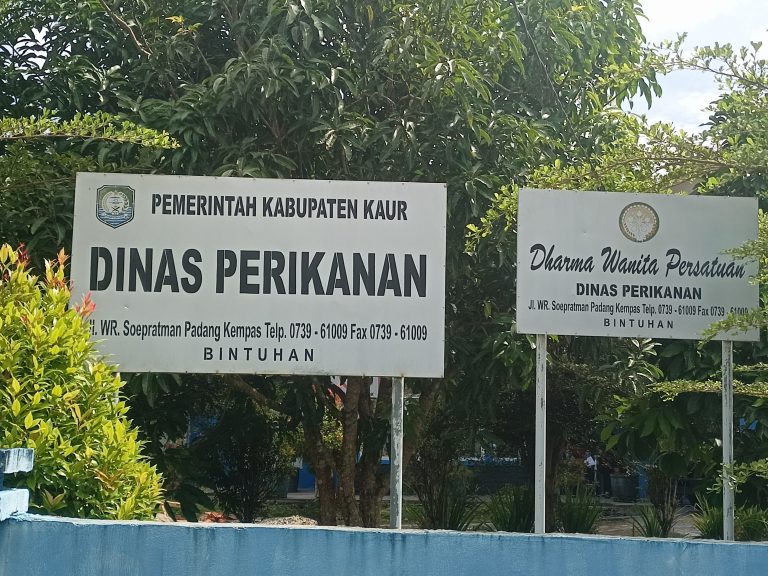 PEMERINTAH KABUPATEN KAUR
DINAS PERIKANAN
Jl. WR. Soepratman Padang Kempas Telp. 0739 - 61009 Fax 0739 - 61009
BINTUHAN
Dharma Wanita Persatuan
DINAS PERIKANAN
Jl. WR. Soepratman Padang Kempas Telp. 0739 - 61009 Fax 0739 - 61009
BINTUHAN